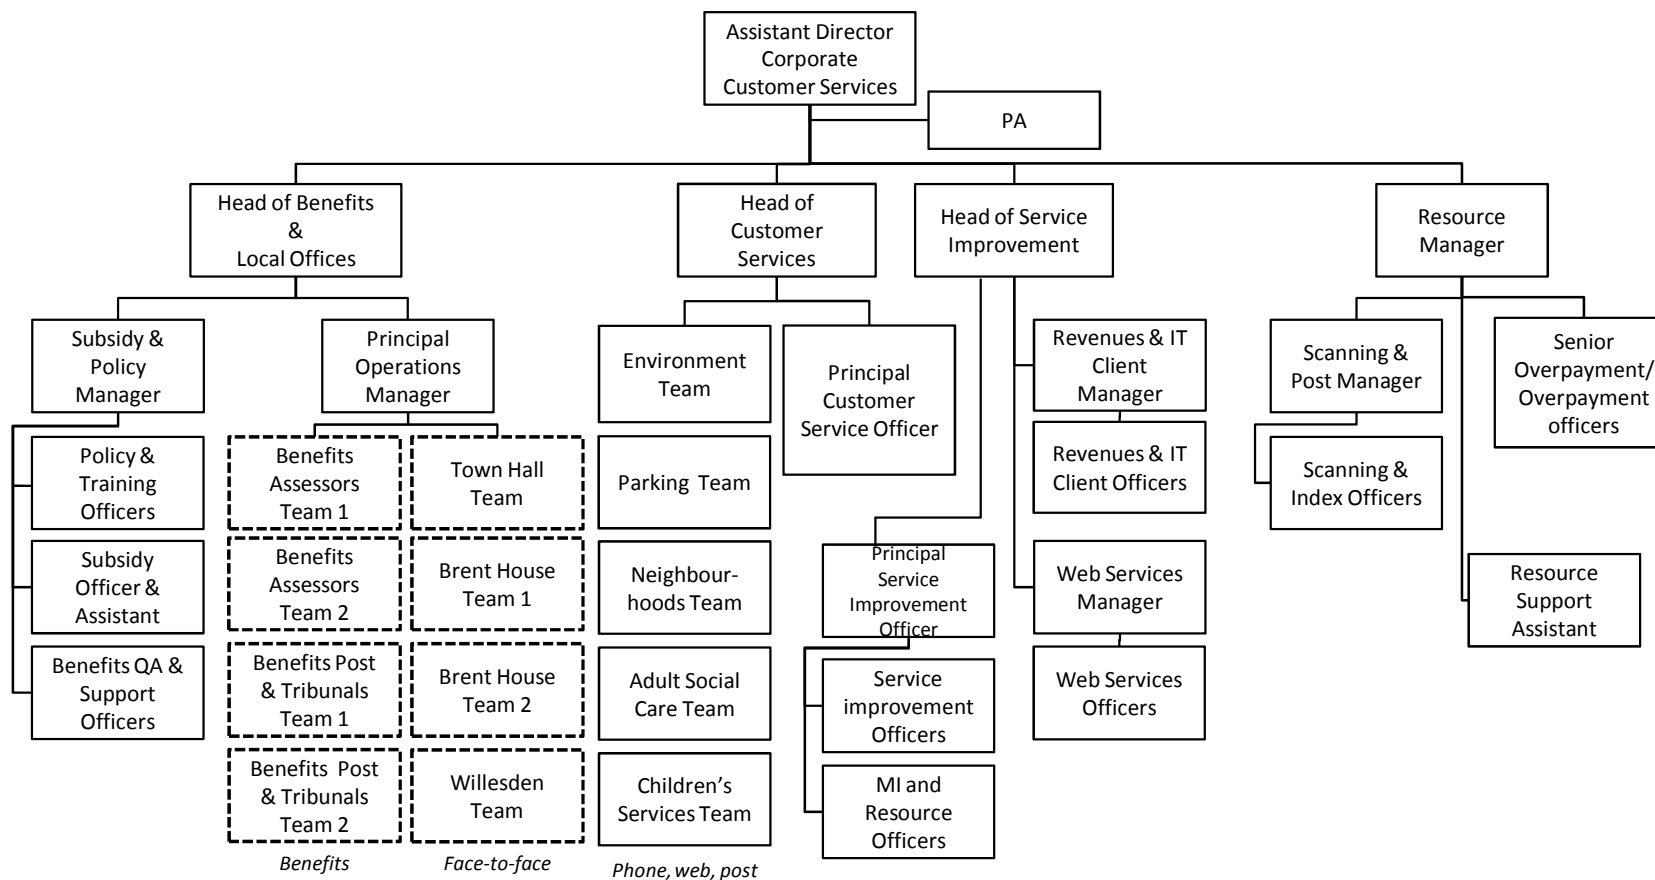 Assistant Director
Corporate
Customer Services
PA
Head of Benefits
&
Local Offices
Head of
Customer
Services
Head of Service
Improvement
Resource
Manager
Subsidy &
Policy
Manager
Principal
Operations
Manager
Environment
Team
Principal
Customer
Service Officer
Revenues & IT
Client
Manager
Scanning &
Post Manager
Senior
Overpayment/
Overpayment
officers
Policy &
Training
Officers
Benefits
Assessors
Team 1
Town Hall
Team
Parking Team
Revenues & IT
Client Officers
Scanning &
Index Officers
Subsidy
Officer &
Assistant
Benefits
Assessors
Team 2
Brent House
Team 1
Neighbour-
hoods Team
Principal
Service
Improvement
Officer
Web Services
Manager
Resource
Support
Assistant
Benefits QA &
Support
Officers
Benefits Post
& Tribunals
Team 1
Brent House
Team 2
Adult Social
Care Team
Service
improvement
Officers
Web Services
Officers
Benefits Post
& Tribunals
Team 2
Willesden
Team
Children’s
Services Team
MI and
Resource
Officers
Benefits
Face-to-face
Phone, web, post